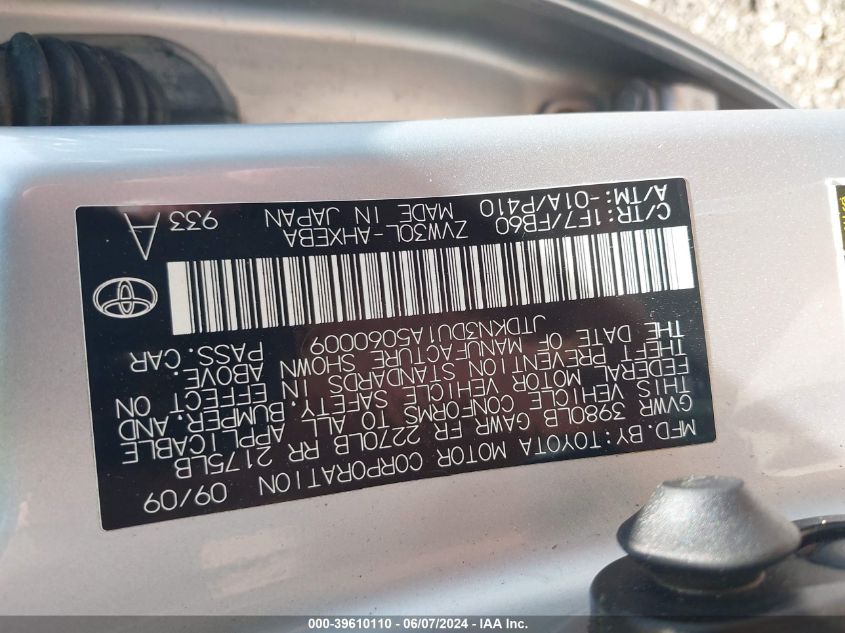 MFD. BY: TOYOTA MOTOR CORPORATION 09/09
GVWR 3980LB GAWR FR 2270LB RR 2175LB
THIS VEHICLE CONFORMS TO ALL APPLICABLE
FEDERAL MOTOR VEHICLE SAFETY, BUMPER, AND
THEFT PREVENTION STANDARDS IN EFFECT ON
THE DATE OF MANUFACTURE SHOWN ABOVE.
JTDKN3DU1A5060009 PASS. CAR
C/TR: 1F7/FB60 ZVW30L-AHXEBA 933
A/TM: -01A/P410 MADE IN JAPAN A
000-39610110 - 06/07/2024 - IAA Inc.